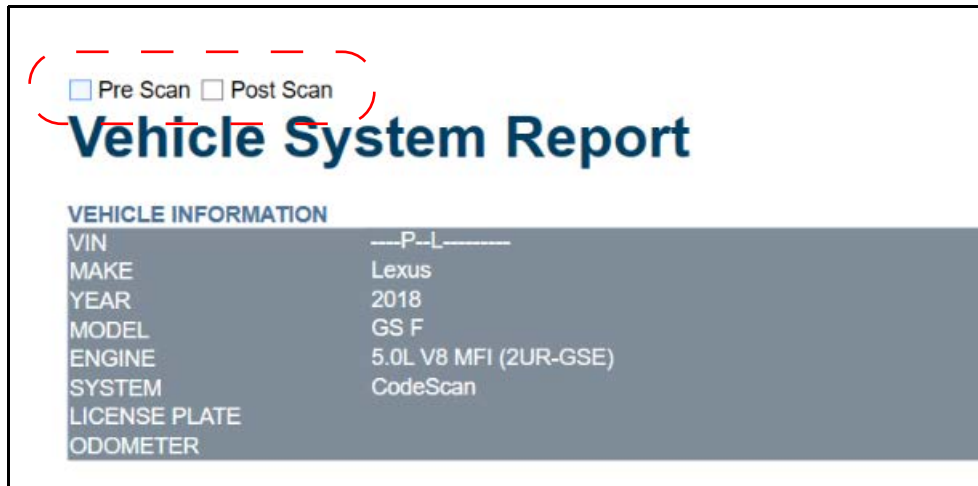 Pre Scan Post Scan
Vehicle System Report
VEHICLE INFORMATION
VIN ----P--L---------
MAKE Lexus
YEAR 2018
MODEL GS F
ENGINE 5.0L V8 MFI (2UR-GSE)
SYSTEM CodeScan
LICENSE PLATE
ODOMETER